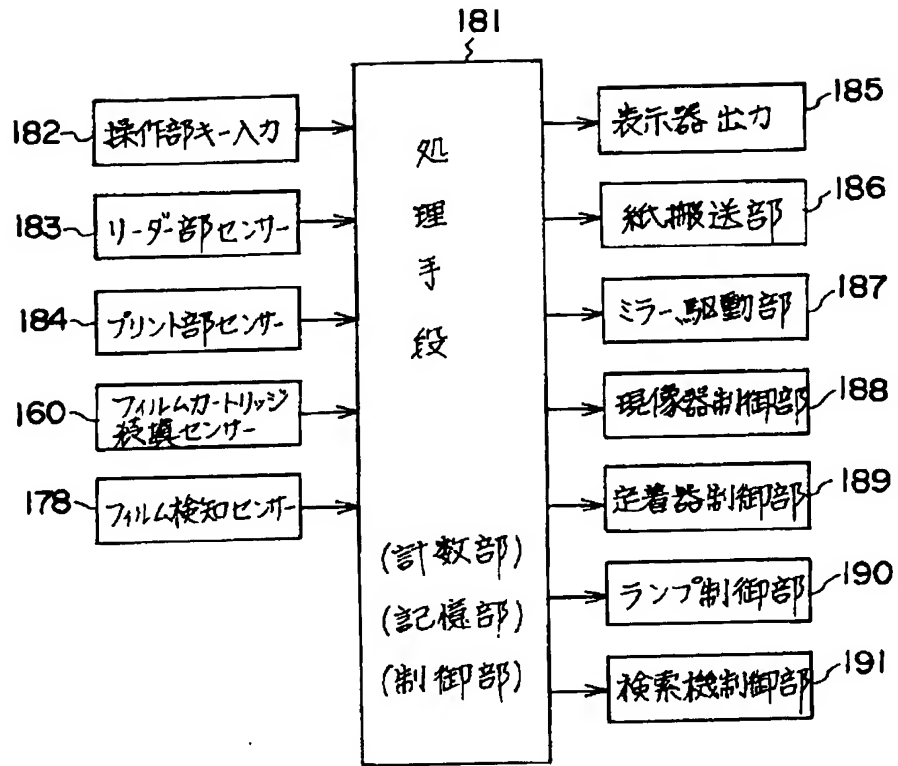 181
182
操作部キー入力
183
リーダー部センサー
184
プリント部センサー
160
フィルムカートリッジ
装填センサー
178
フィルム検知センサー
処
理
手
段
(計数部)
(記憶部)
(制御部)
表示器出力
185
紙搬送部
186
ミラー駆動部
187
現像器制御部
188
定着器制御部
189
ランプ制御部
190
検索機制御部
191